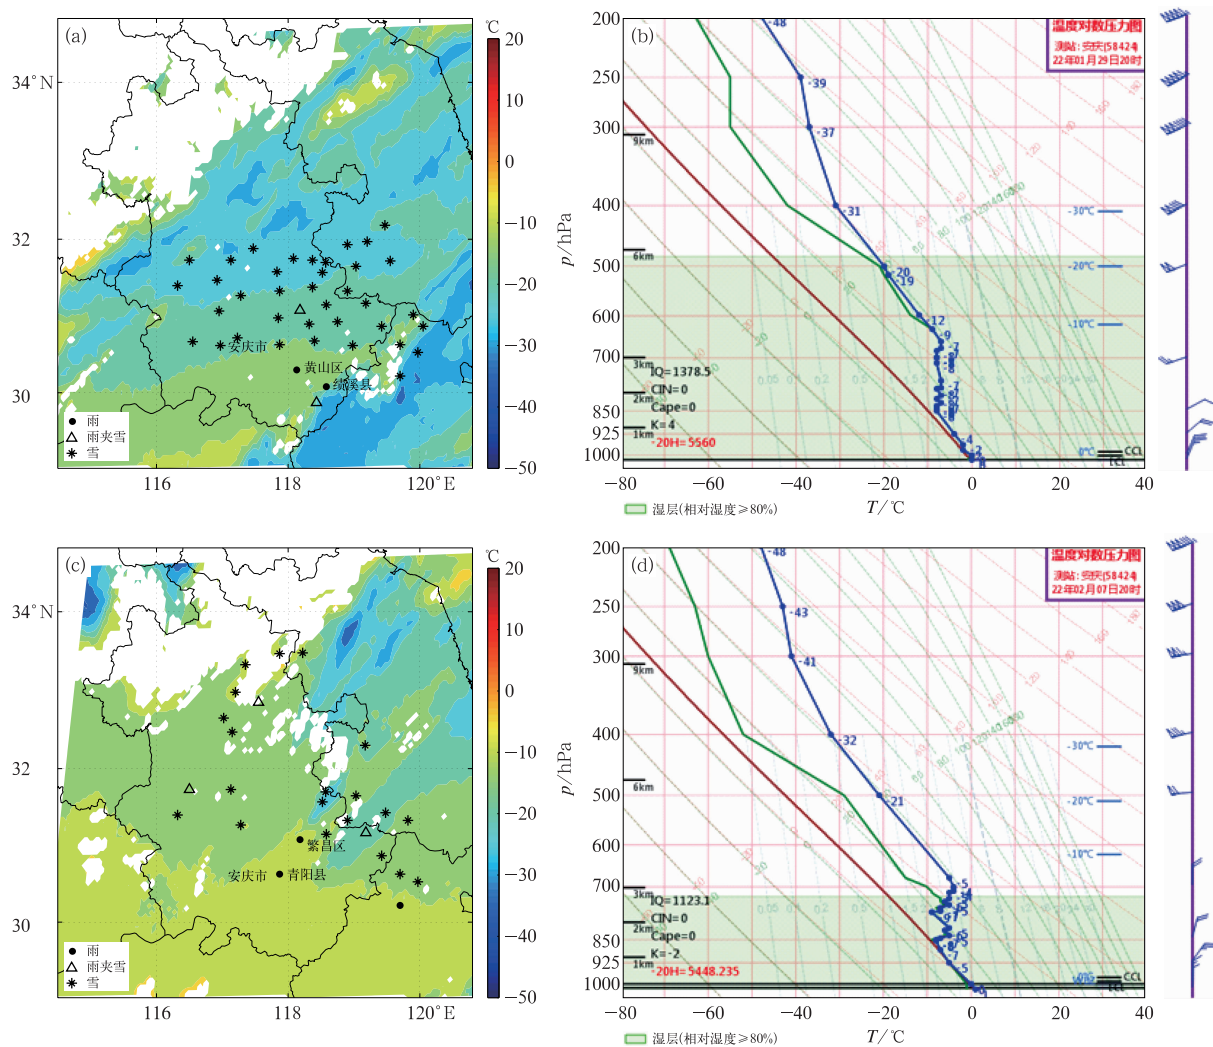 (a)
℃
20
10
0
−10
−20
−30
−40
−50
34°N
32
30
116
118
120°E
安庆市
黄山区
绩溪县
雨
雨夹雪
雪
(b)
温度对数压力图
测站:安庆(58424)
22年01月29日20时
200
250
300
400
500
600
700
850
925
1000
p/hPa
9km
6km
3km
2km
1km
-48
-39
-37
-31
-20
-19
-12
-9
-7
-4
-2
-30℃
-20℃
-10℃
0℃
CCL
LCL
IQ=1378.5
CIN=0
Cape=0
K=4
-20H=5560
−80
−60
−40
−20
0
20
40
湿层(相对湿度≥80%)
T/℃
(c)
℃
20
10
0
−10
−20
−30
−40
−50
34°N
32
30
116
118
120°E
繁昌区
安庆市
青阳县
雨
雨夹雪
雪
(d)
温度对数压力图
测站:安庆(58424)
22年02月07日20时
200
250
300
400
500
600
700
850
925
1000
p/hPa
9km
6km
3km
2km
1km
-48
-43
-41
-32
-21
-5
-7
-5
-30℃
-20℃
-10℃
CCL
LCL
IQ=1123.1
CIN=0
Cape=0
K=-2
-20H=5448.235
−80
−60
−40
−20
0
20
40
湿层(相对湿度≥80%)
T/℃